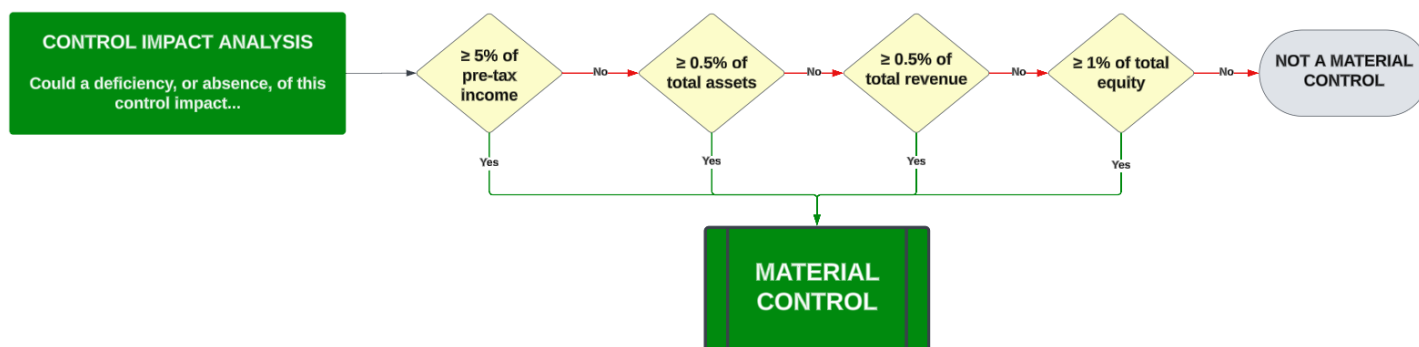 CONTROL IMPACT ANALYSIS
Could a deficiency, or absence, of this
control impact...
≥ 5% of
pre-tax
income
No
≥ 0.5% of
total assets
No
≥ 0.5% of
total revenue
No
≥ 1% of total
equity
No
NOT A MATERIAL
CONTROL
Yes
Yes
Yes
Yes
MATERIAL
CONTROL